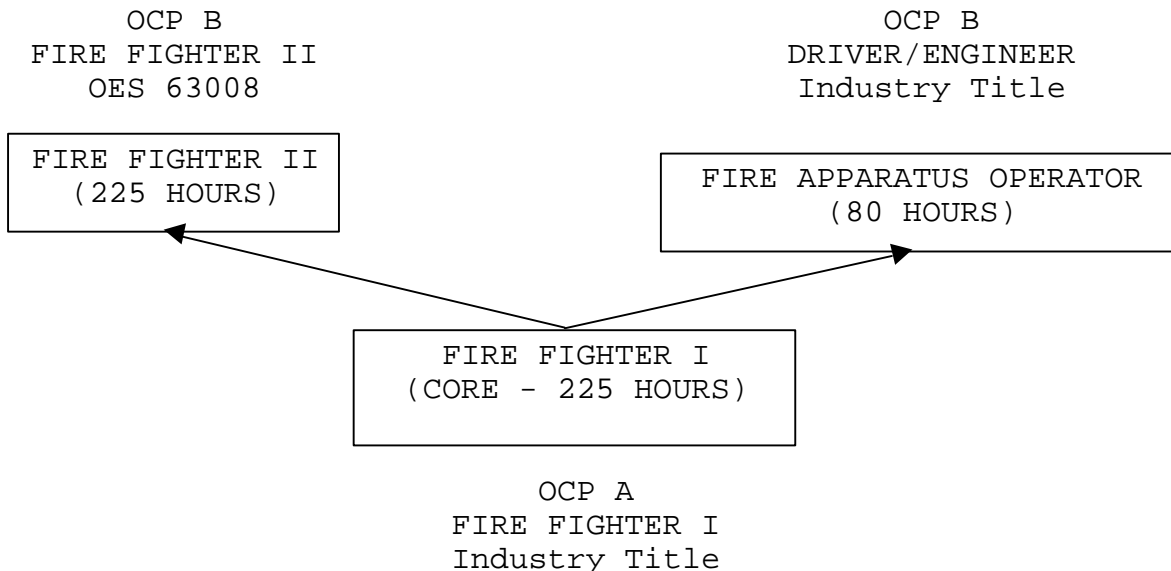 OCP B
FIRE FIGHTER II
OES 63008
OCP B
DRIVER/ENGINEER
Industry Title
FIRE FIGHTER II
(225 HOURS)
FIRE APPARATUS OPERATOR
(80 HOURS)
FIRE FIGHTER I
(CORE - 225 HOURS)
OCP A
FIRE FIGHTER I
Industry Title